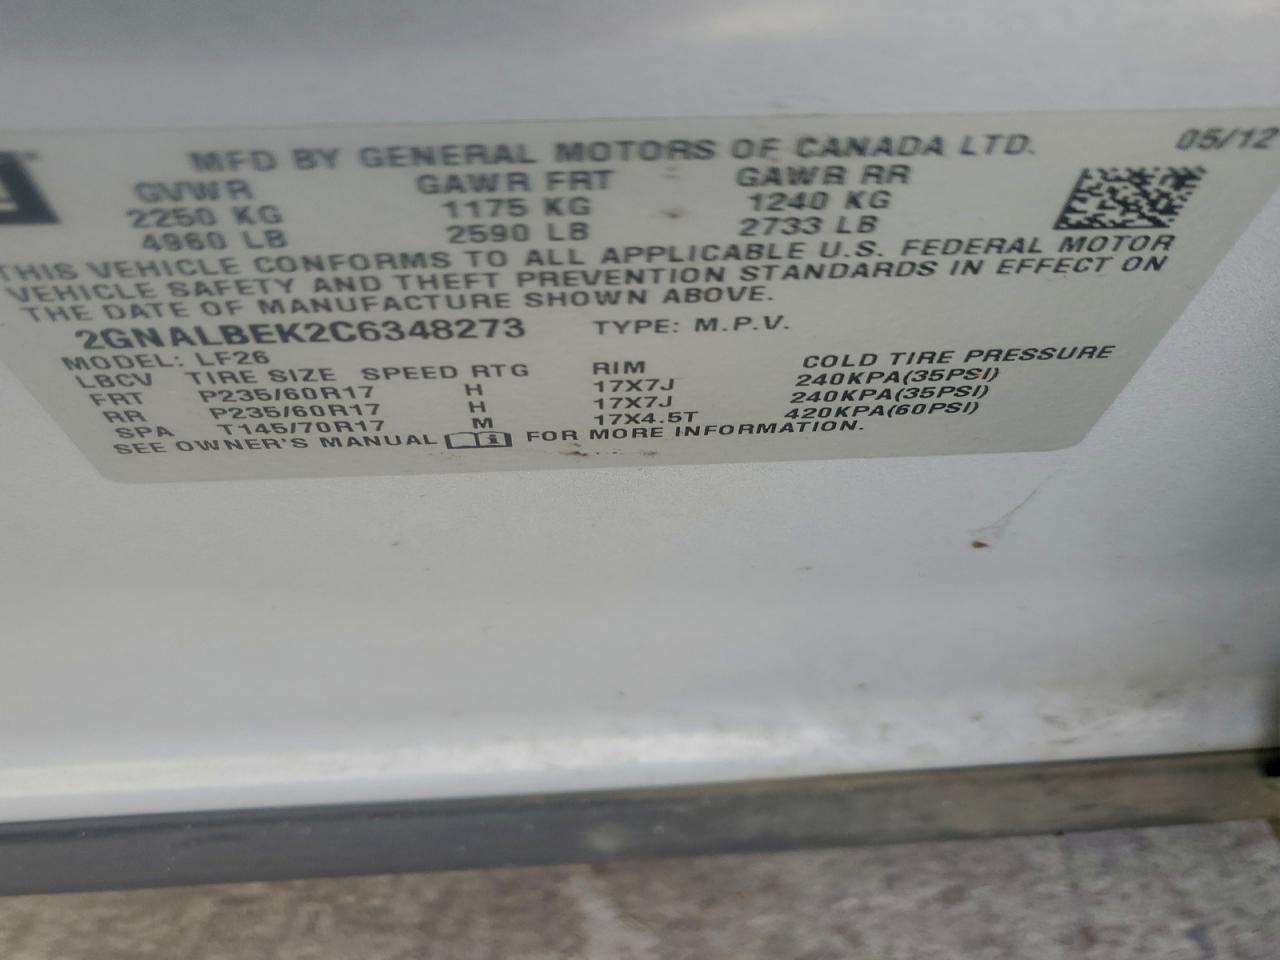 MFD BY GENERAL MOTORS OF CANADA LTD. 05/12
GVWR GAWR FRT GAWR RR
2250 KG 1175 KG 1240 KG
4960 LB 2590 LB 2733 LB
THIS VEHICLE CONFORMS TO ALL APPLICABLE U.S. FEDERAL MOTOR
VEHICLE SAFETY AND THEFT PREVENTION STANDARDS IN EFFECT ON
THE DATE OF MANUFACTURE SHOWN ABOVE.
2GNALBEK2C6348273 TYPE: M.P.V.
MODEL: LF26
LBCV TIRE SIZE SPEED RTG RIM COLD TIRE PRESSURE
FRT P235/60R17 H 17X7J 240KPA(35PSI)
RR P235/60R17 H 17X7J 240KPA(35PSI)
SPA T145/70R17 M 17X4.5T 420KPA(60PSI)
SEE OWNER'S MANUAL FOR MORE INFORMATION.